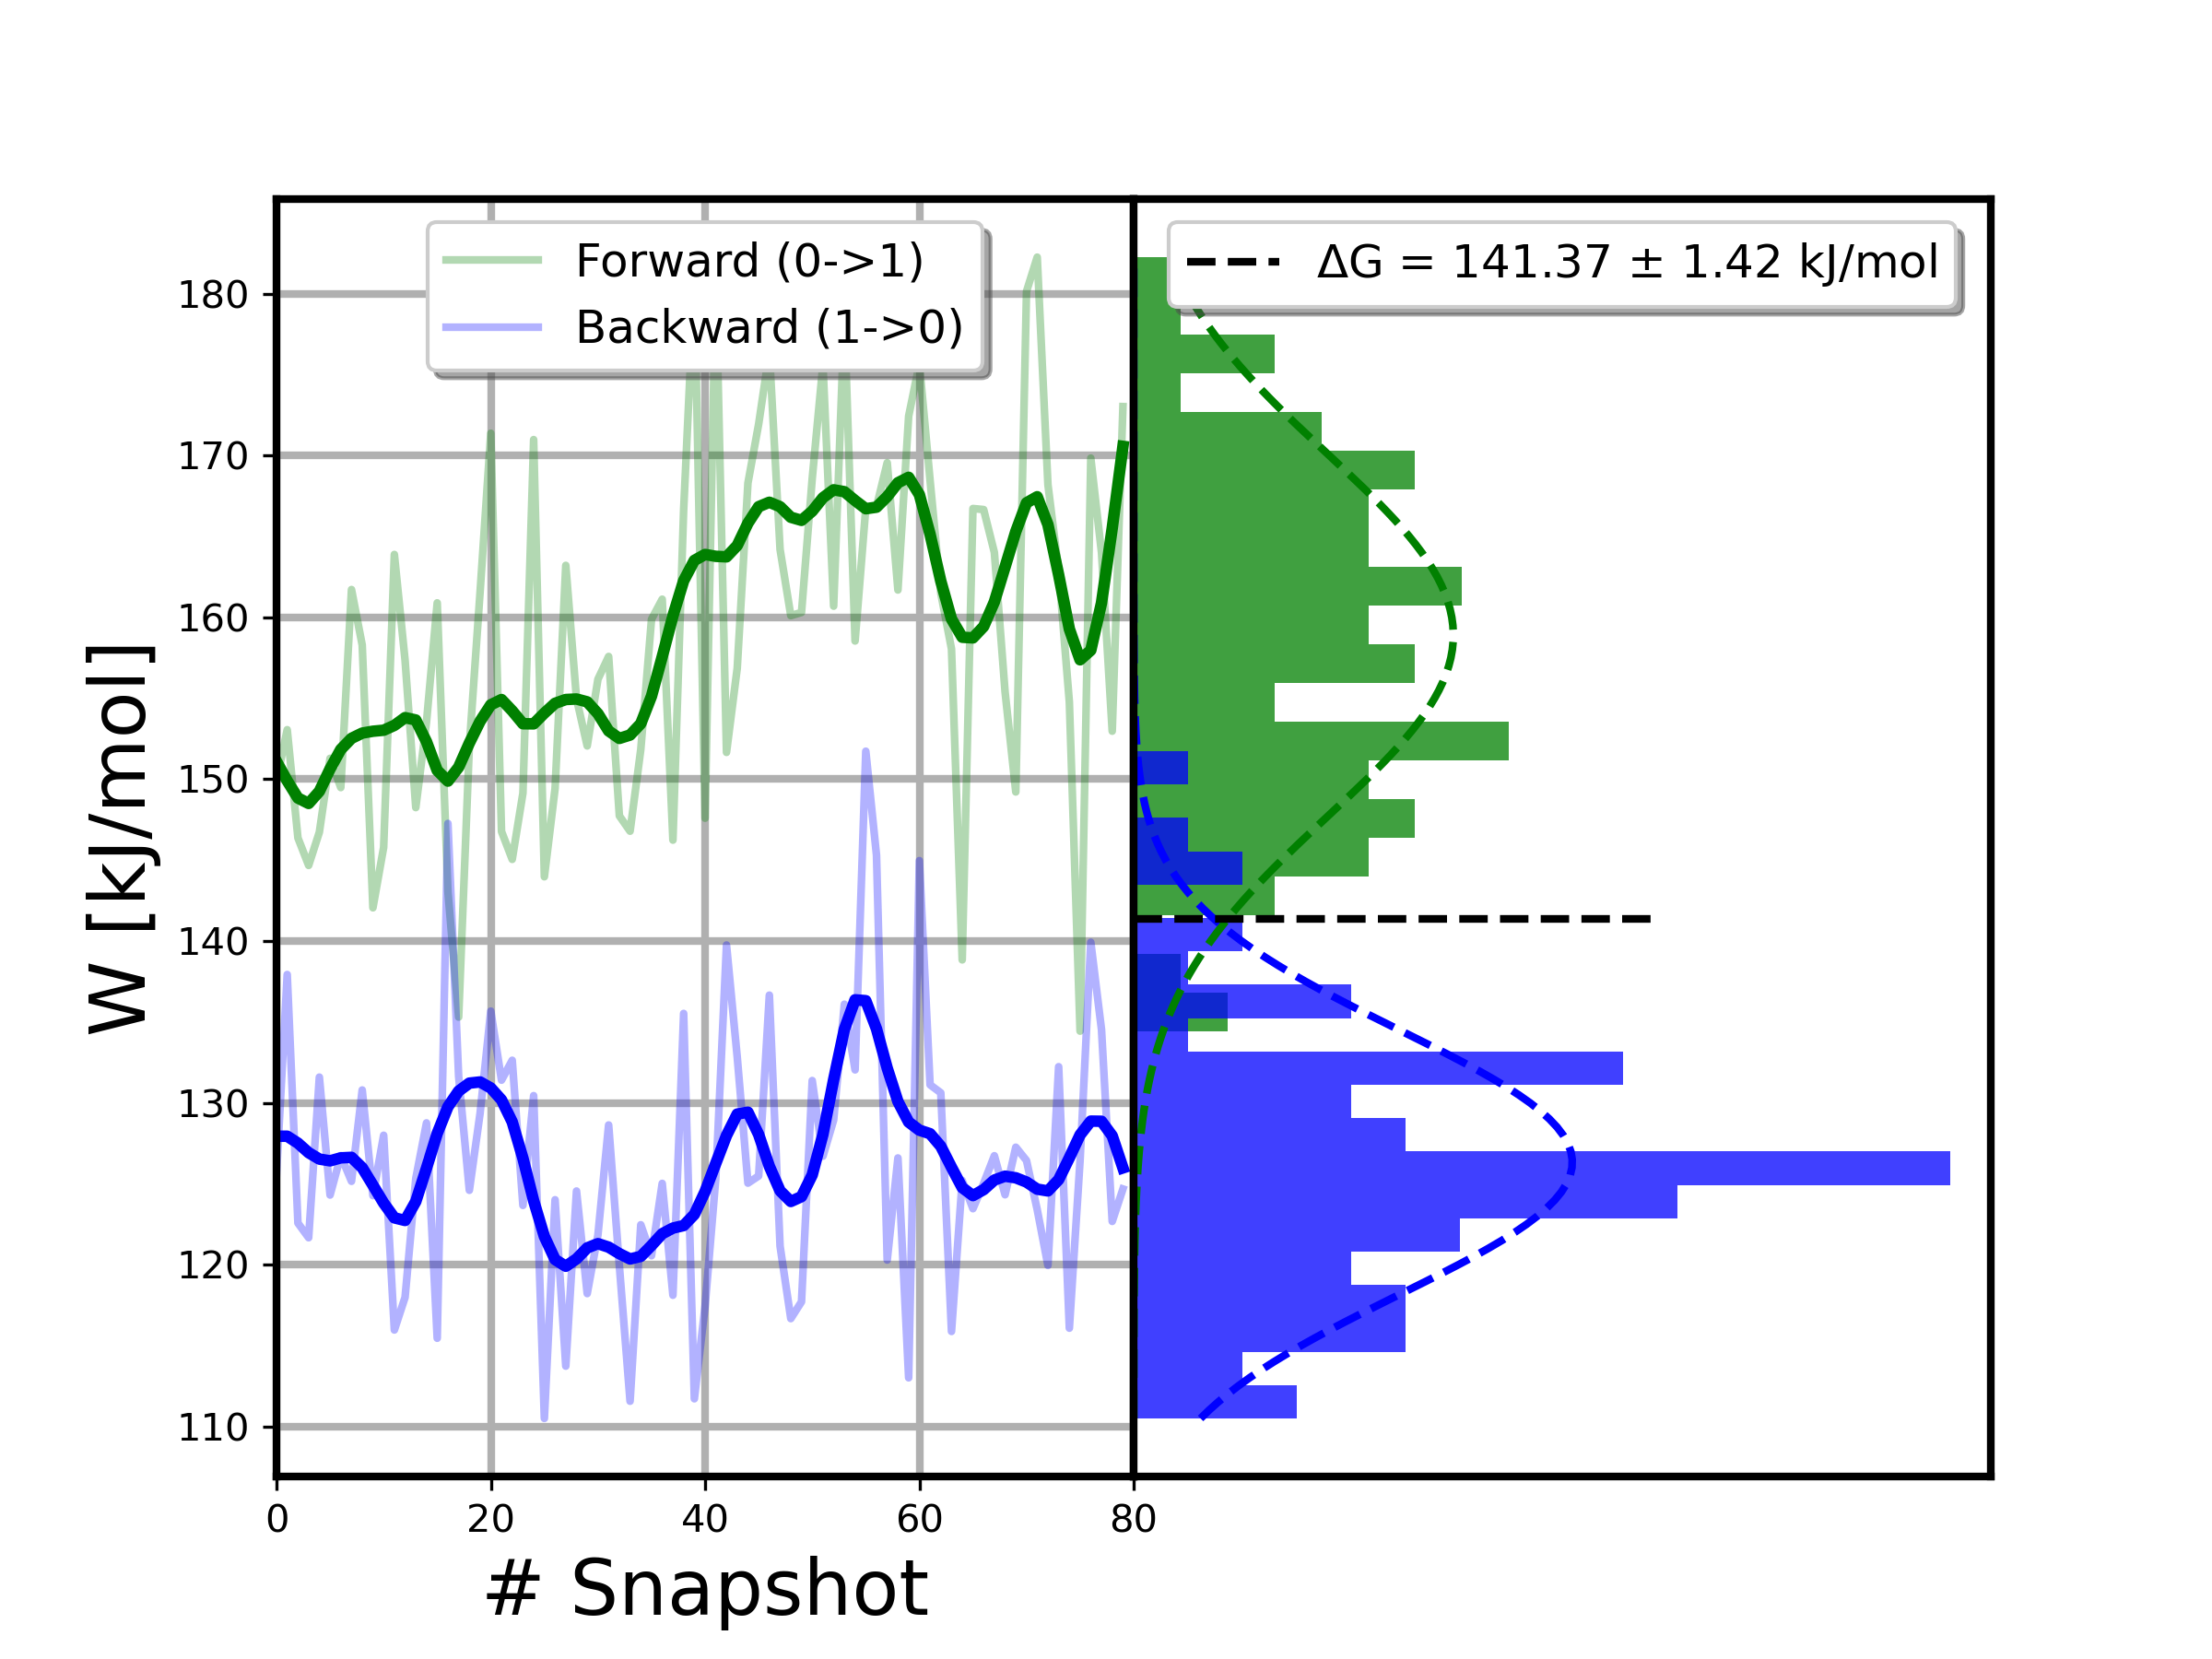 Forward (0->1)
Backward (1->0)
ΔG = 141.37 ± 1.42 kJ/mol
W [kJ/mol]
180
170
160
150
140
130
120
110
0 20 40 60 80
# Snapshot